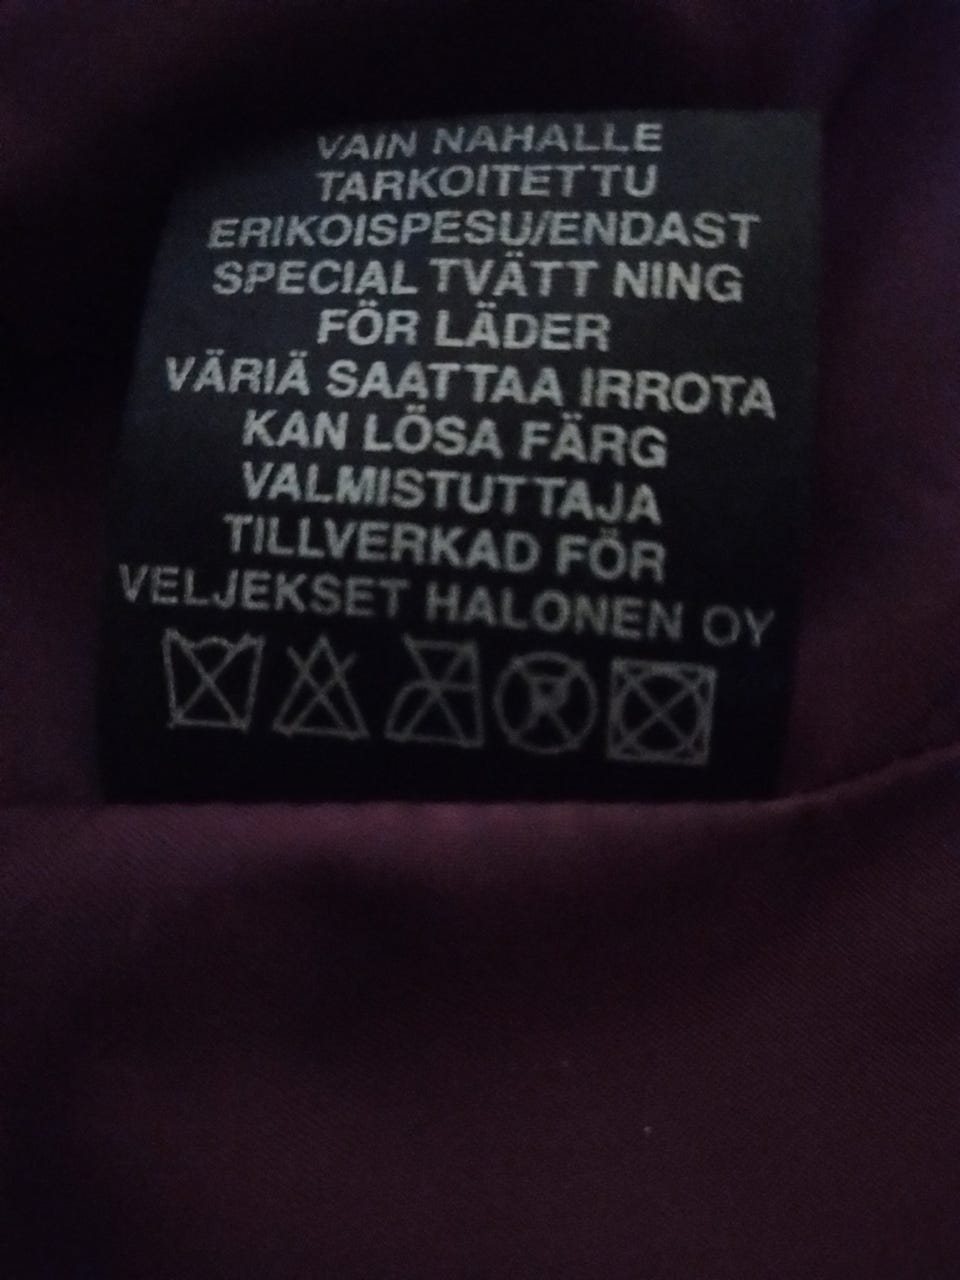 VAIN NAHALLE
TARKOITETTU
ERIKOISPESU/ENDAST
SPECIAL TVÄTT NING
FÖR LÄDER
VÄRIÄ SAATTAA IRROTA
KAN LÖSA FÄRG
VALMISTUTTAJA
TILLVERKAD FÖR
VELJEKSET HALONEN OY